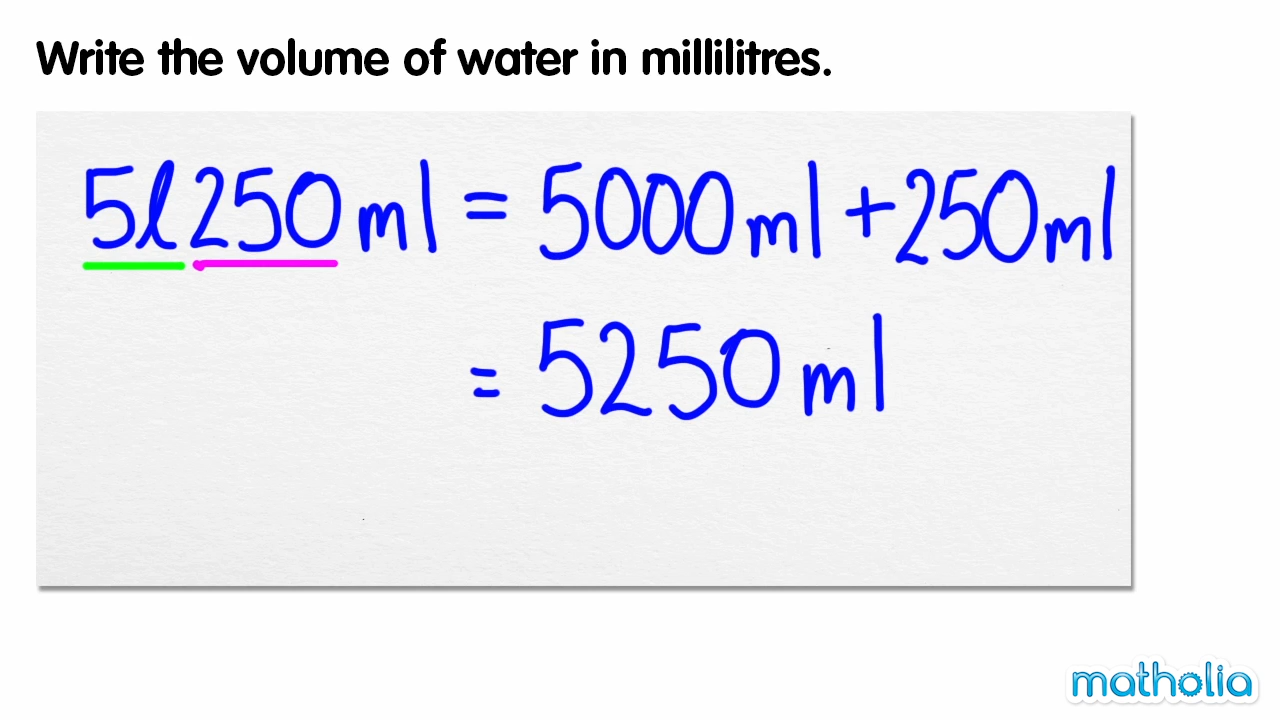 Write the volume of water in millilitres.
5l 250 ml = 5000 ml + 250 ml
= 5250 ml
matholia